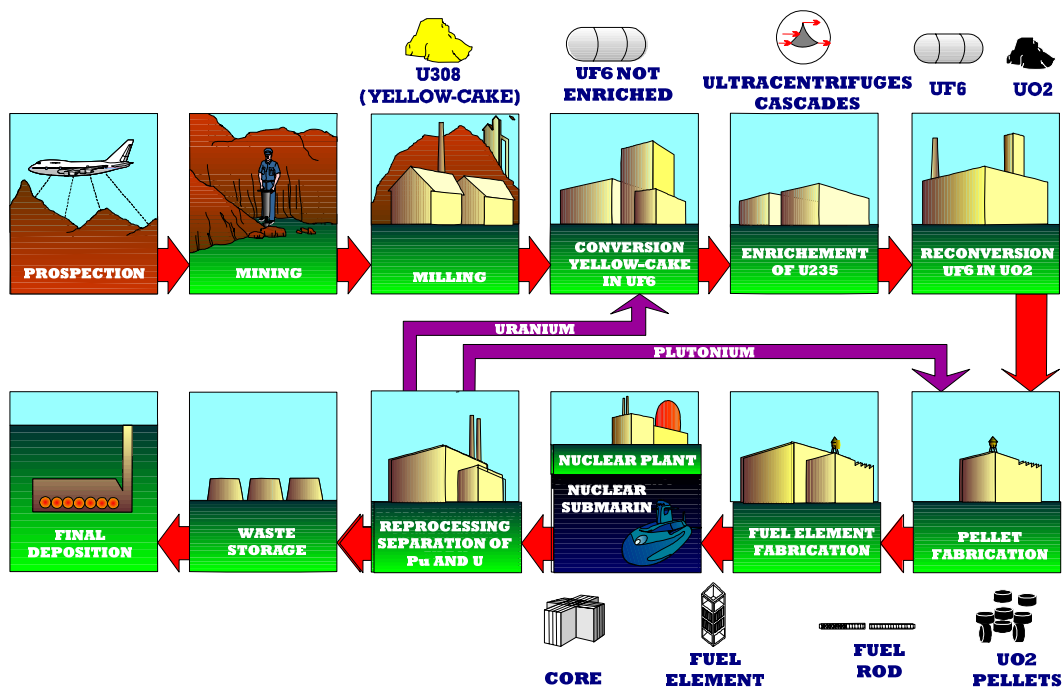 U308
(YELLOW-CAKE)
UF6 NOT
ENRICHED
ULTRACENTRIFUGES
CASCADES
UF6
UO2
PROSPECTION
MINING
MILLING
CONVERSION
YELLOW-CAKE
IN UF6
ENRICHEMENT
OF U235
RECONVERSION
UF6 IN UO2
URANIUM
PLUTONIUM
FINAL
DEPOSITION
WASTE
STORAGE
REPROCESSING
SEPARATION OF
Pu AND U
NUCLEAR PLANT
NUCLEAR
SUBMARIN
FUEL ELEMENT
FABRICATION
PELLET
FABRICATION
CORE
FUEL
ELEMENT
FUEL
ROD
UO2
PELLETS